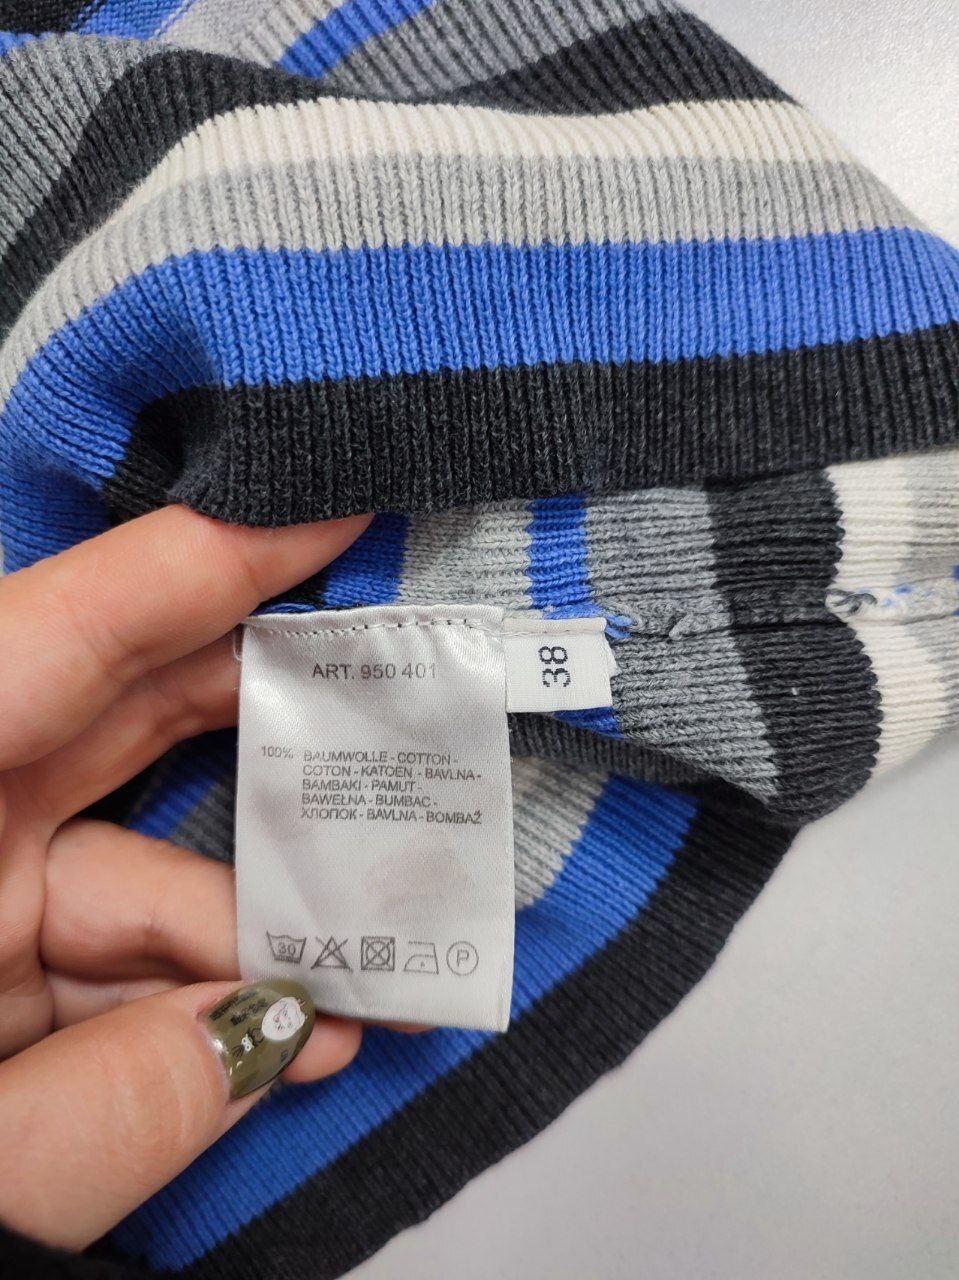 ART. 950 401
38
100% BAUMWOLLE - COTTON -
COTON - KATOEN - BAVLNA -
BAMBAKI - PAMUT -
BAWEŁNA - BUMBAC -
ХЛОПОК - BAVLNA - BOMBAŽ
30 P